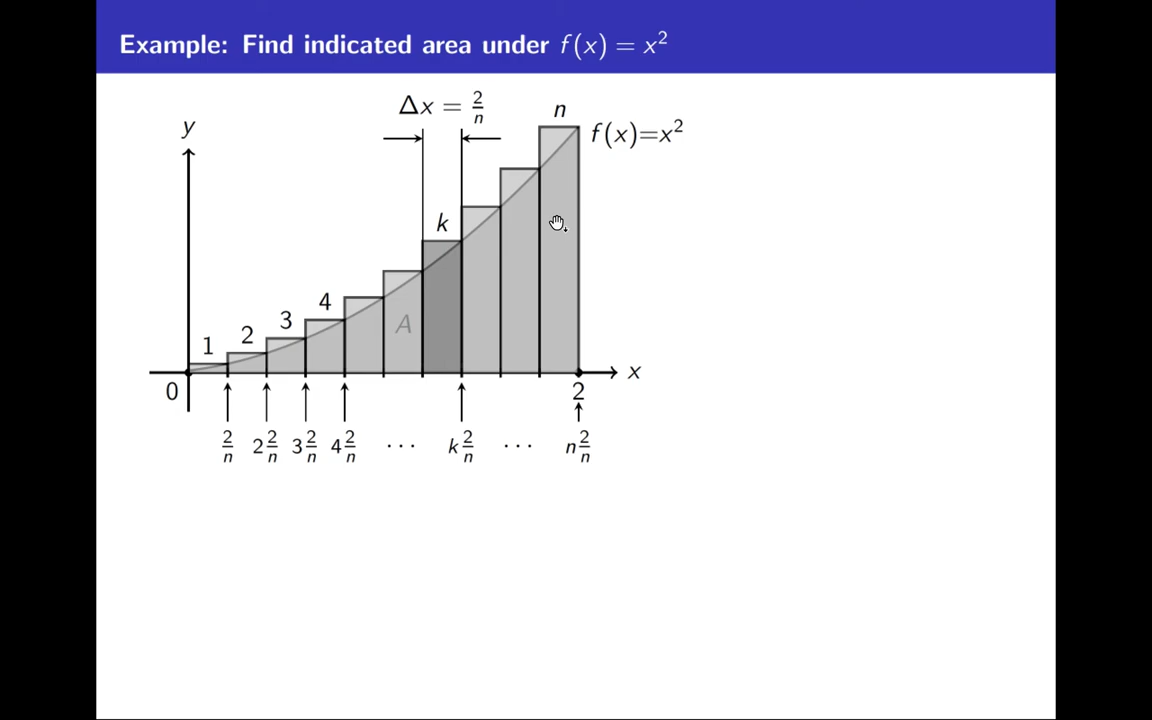 Example: Find indicated area under f(x) = x²
Δx = 2/n
n
y
f(x)=x²
k
4
3
2
1
A
x
0
2
2/n 2 2/n 3 2/n 4 2/n ··· k 2/n ··· n 2/n